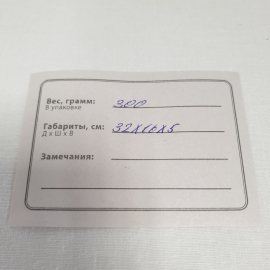 Вес, грамм: 300
В упаковке
Габариты, см: 32х16х5
Д х Ш х В
Замечания: